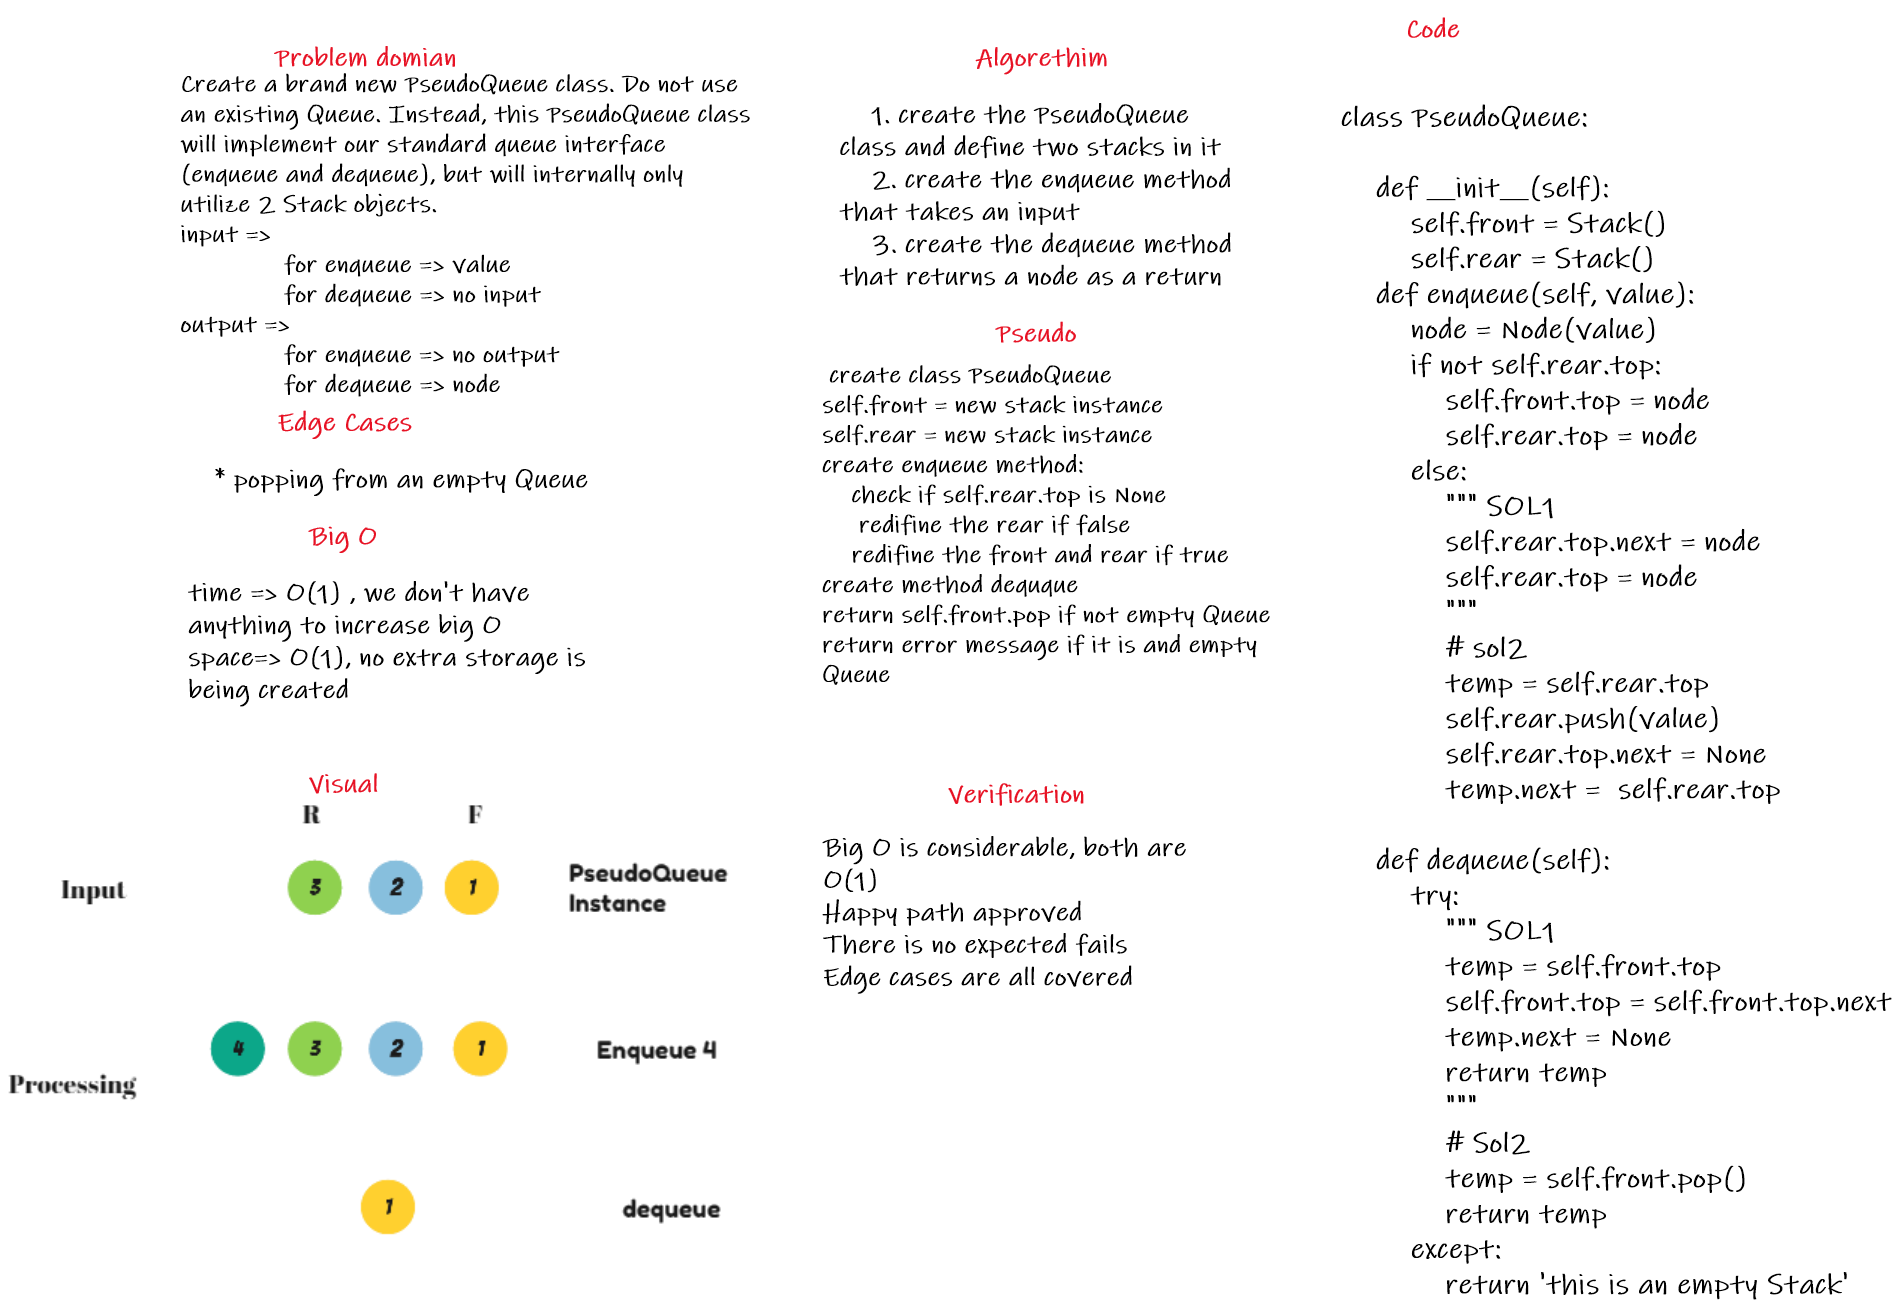 Problem domian
Create a brand new PseudoQueue class. Do not use
an existing Queue. Instead, this PseudoQueue class
will implement our standard queue interface
(enqueue and dequeue), but will internally only
utilize 2 Stack objects.
input =>
for enqueue => value
for dequeue => no input
output =>
for enqueue => no output
for dequeue => node
Edge Cases
* popping from an empty Queue
Big O
time => O(1) , we don't have
anything to increase big O
space=> O(1), no extra storage is
being created
Visual
R F
Input
3 2 1
PseudoQueue
Instance
Processing
4 3 2 1
Enqueue 4
1
dequeue
Algorethim
1. create the PseudoQueue
class and define two stacks in it
2. create the enqueue method
that takes an input
3. create the dequeue method
that returns a node as a return
Pseudo
create class PseudoQueue
self.front = new stack instance
self.rear = new stack instance
create enqueue method:
check if self.rear.top is None
redifine the rear if false
redifine the front and rear if true
create method dequque
return self.front.pop if not empty Queue
return error message if it is and empty
Queue
Verification
Big O is considerable, both are
O(1)
Happy path approved
There is no expected fails
Edge cases are all covered
Code
class PseudoQueue:
def __init__(self):
self.front = Stack()
self.rear = Stack()
def enqueue(self, value):
node = Node(value)
if not self.rear.top:
self.front.top = node
self.rear.top = node
else:
""" SOL1
self.rear.top.next = node
self.rear.top = node
"""
# sol2
temp = self.rear.top
self.rear.push(value)
self.rear.top.next = None
temp.next = self.rear.top
def dequeue(self):
try:
""" SOL1
temp = self.front.top
self.front.top = self.front.top.next
temp.next = None
return temp
"""
# Sol2
temp = self.front.pop()
return temp
except:
return 'this is an empty Stack'